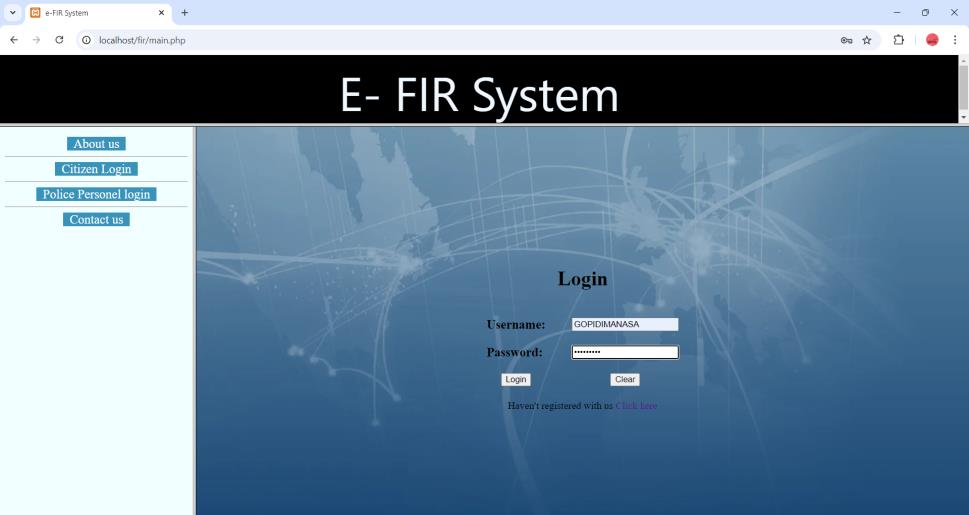 e-FIR System
localhost/fir/main.php
E- FIR System
About us
Citizen Login
Police Personel login
Contact us
Login
Username: GOPIDIMANASA
Password: •••••••••
Login Clear
Haven't registered with us Click here